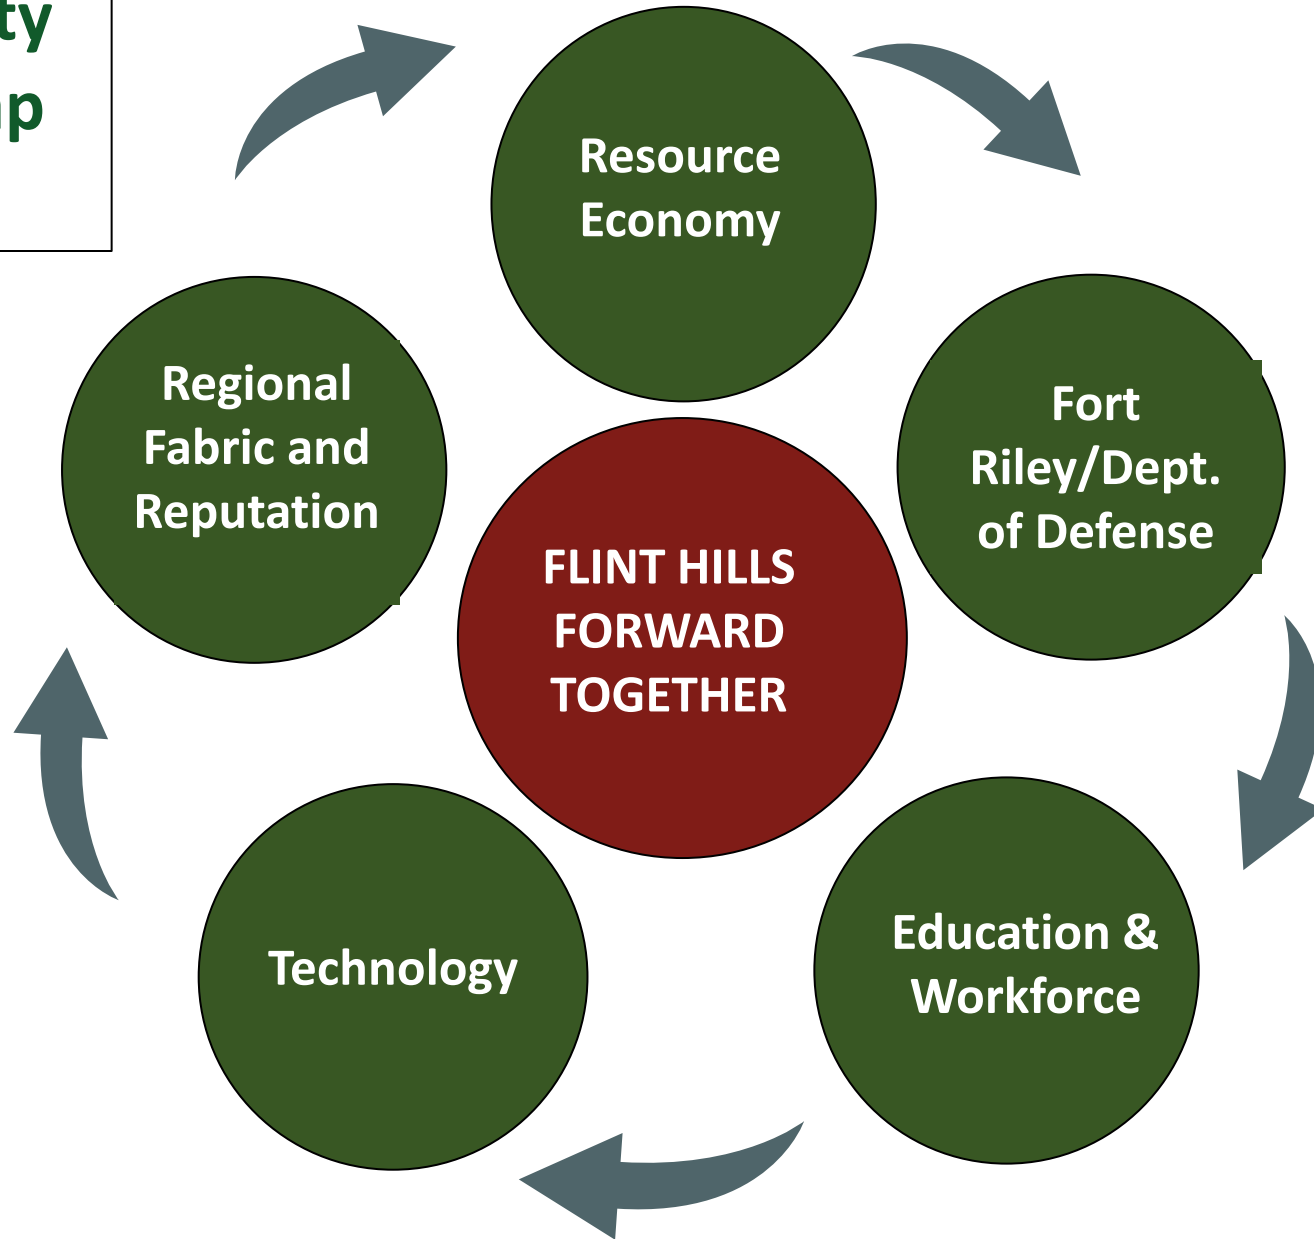 Resource
Economy
Regional
Fabric and
Reputation
Fort
Riley/Dept.
of Defense
FLINT HILLS
FORWARD
TOGETHER
Technology
Education &
Workforce